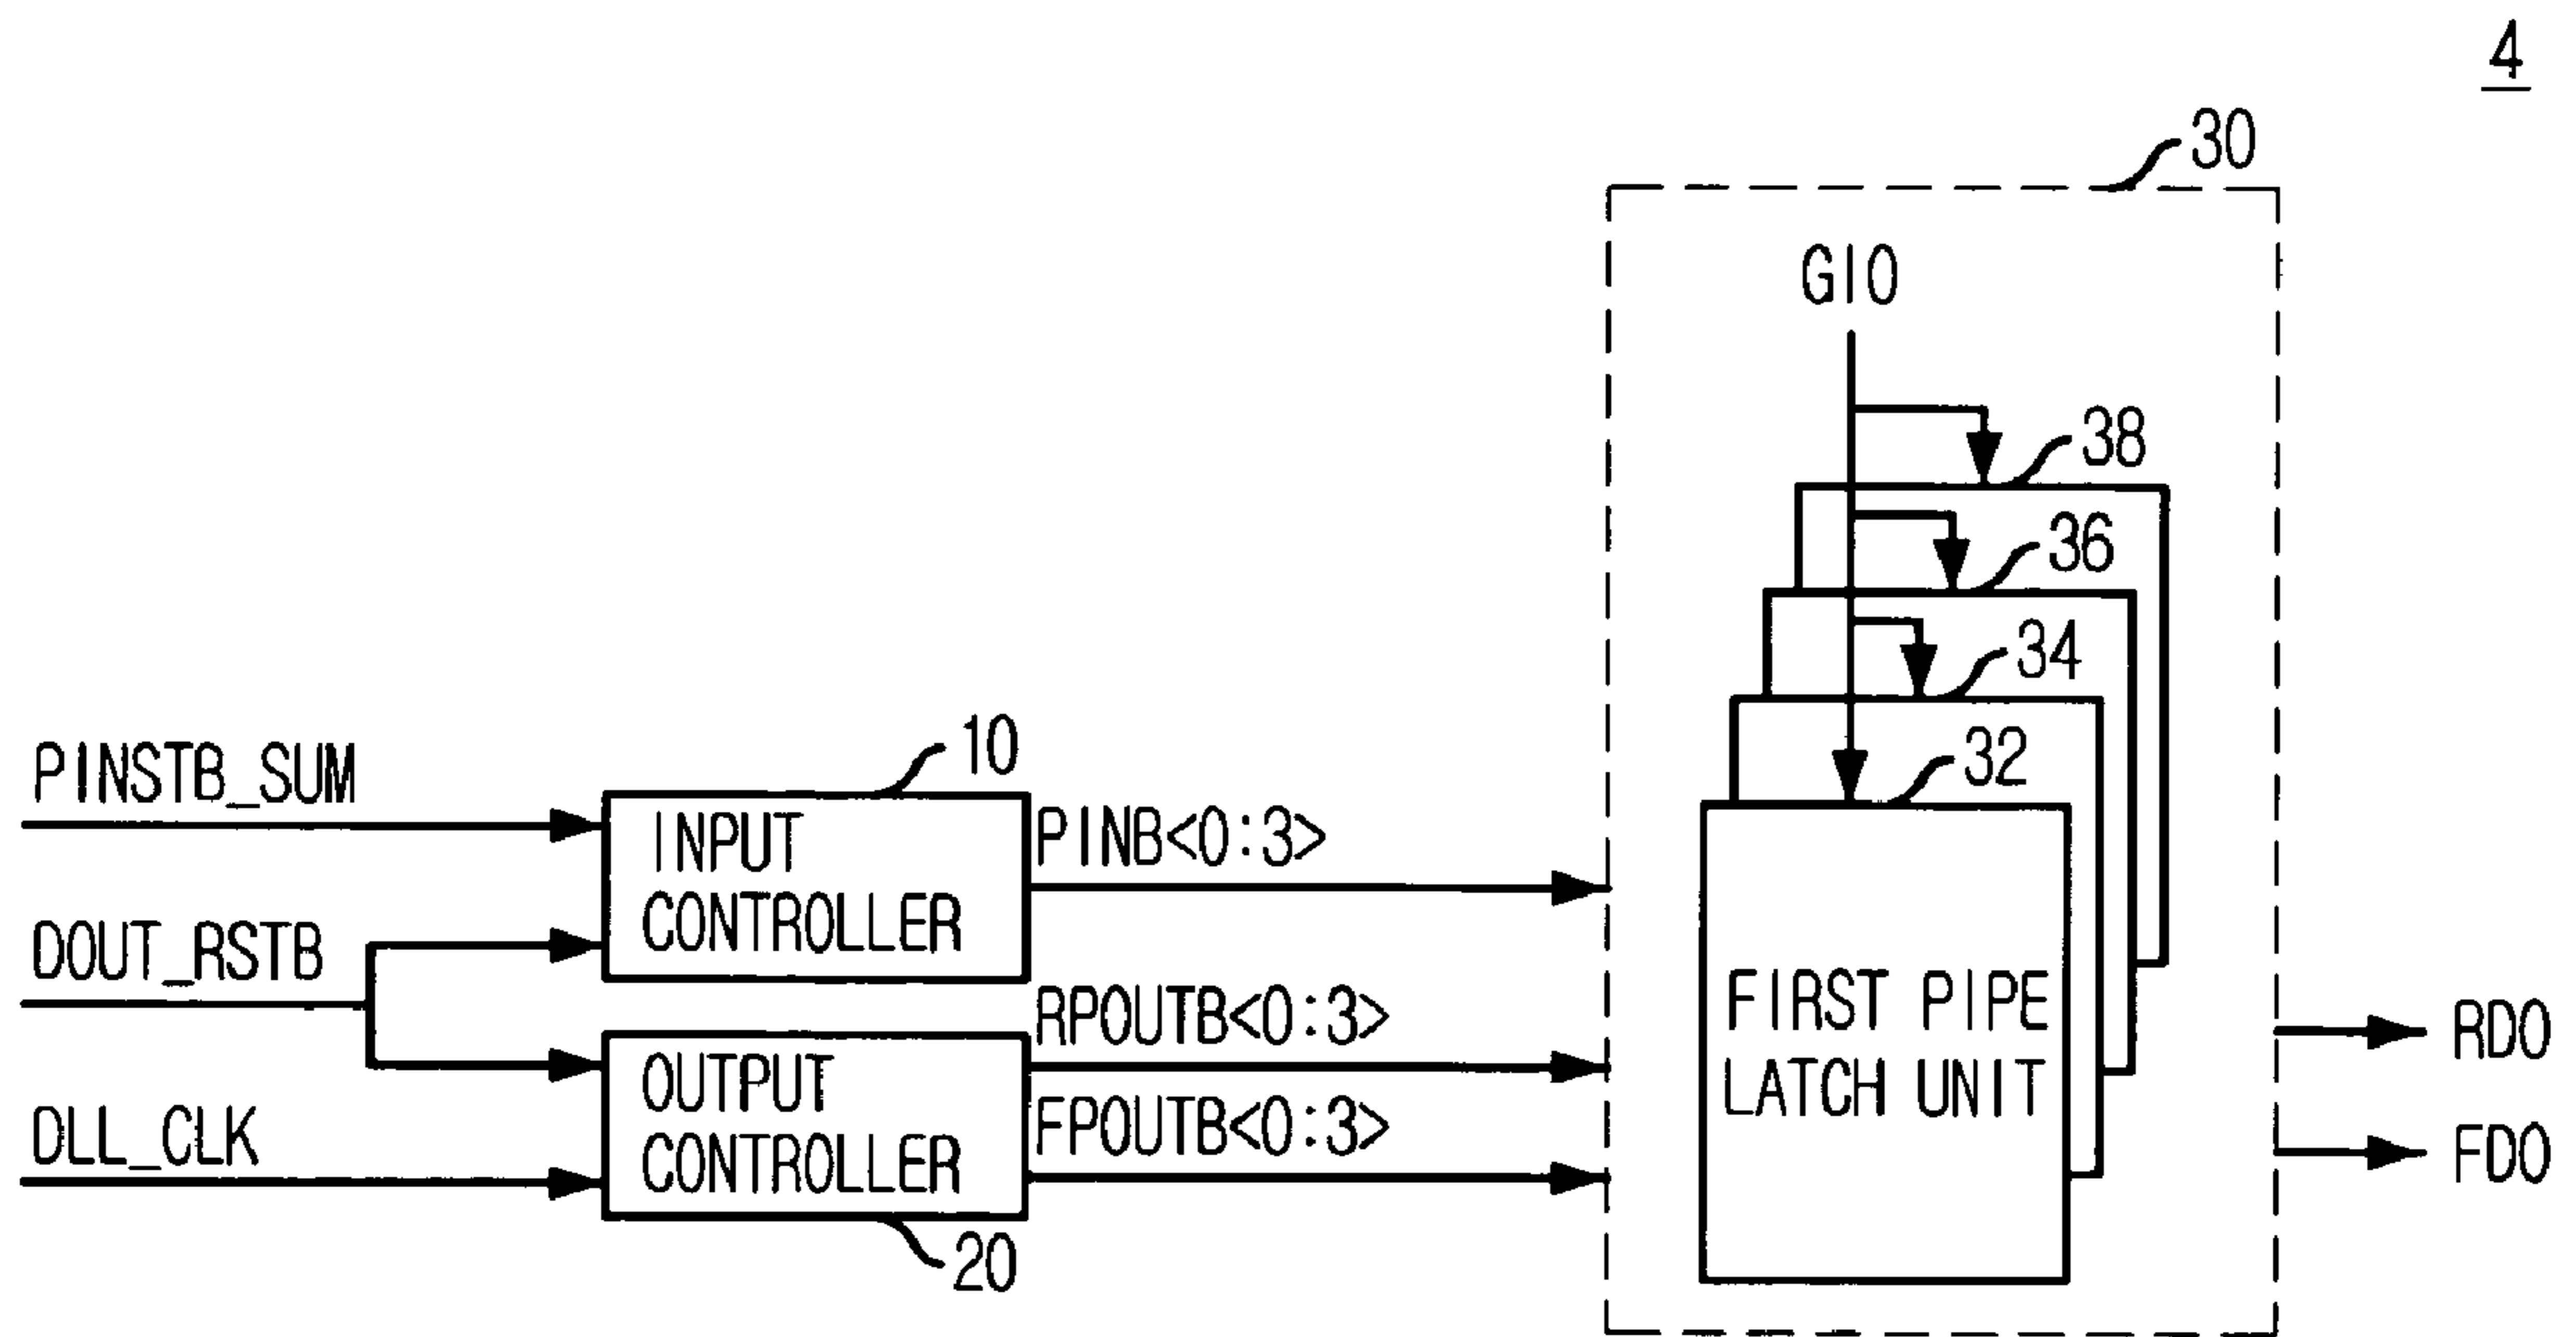 4
30
GIO
38
36
34
32
PINSTB_SUM
10
INPUT
CONTROLLER
PINB<0:3>
DOUT_RSTB
RPOUTB<0:3>
OUTPUT
CONTROLLER
FPOUTB<0:3>
DLL_CLK
20
FIRST PIPE
LATCH UNIT
RDO
FDO